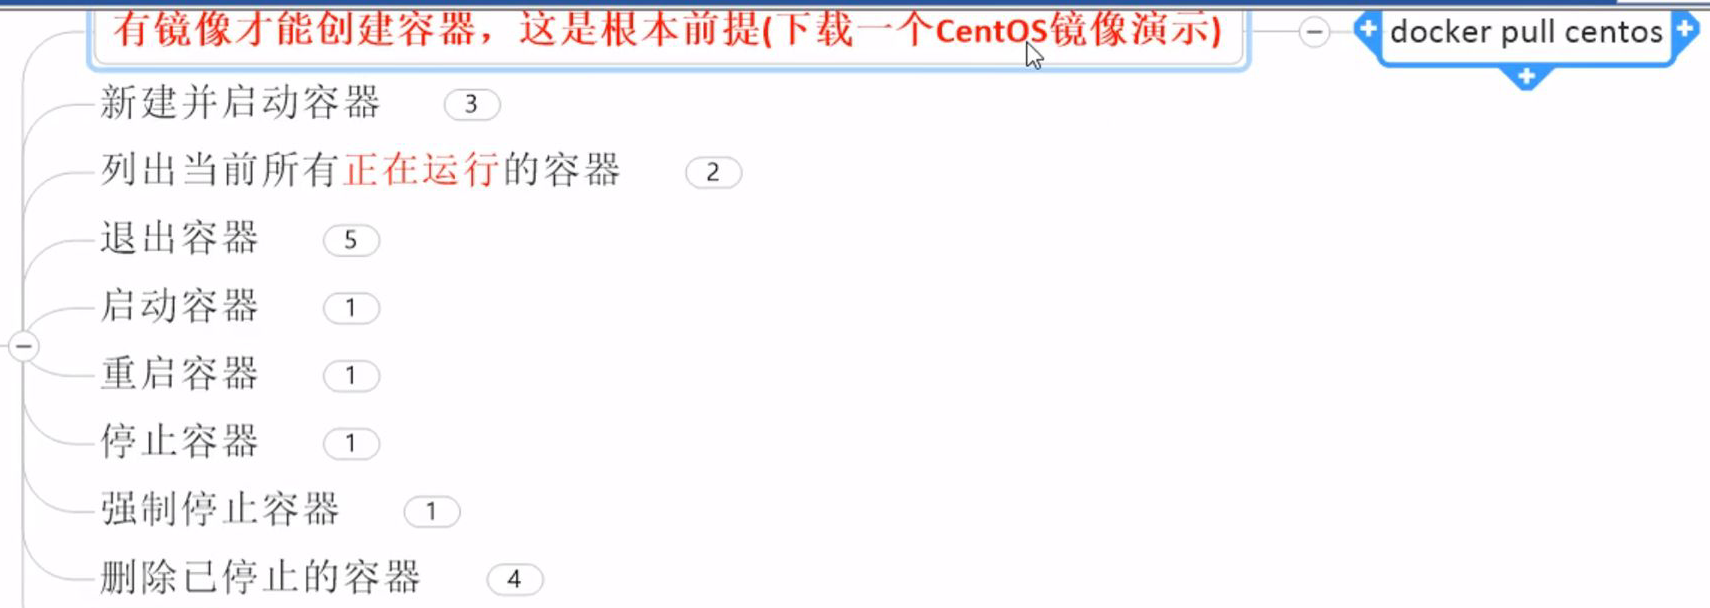 有镜像才能创建容器，这是根本前提(下载一个CentOS镜像演示)
docker pull centos
新建并启动容器 3
列出当前所有正在运行的容器 2
退出容器 5
启动容器 1
重启容器 1
停止容器 1
强制停止容器 1
删除已停止的容器 4